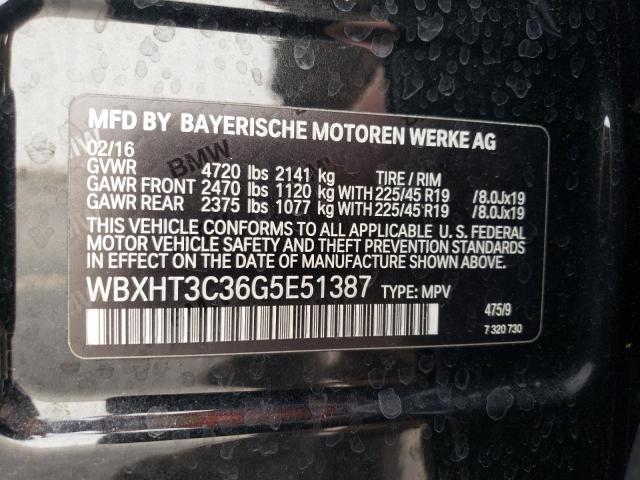 MFD BY BAYERISCHE MOTOREN WERKE AG
02/16
GVWR 4720 lbs 2141 kg TIRE / RIM
GAWR FRONT 2470 lbs 1120 kg WITH 225/45 R19 /8.0Jx19
GAWR REAR 2375 lbs 1077 kg WITH 225/45 R19 /8.0Jx19
THIS VEHICLE CONFORMS TO ALL APPLICABLE U.S. FEDERAL
MOTOR VEHICLE SAFETY AND THEFT PREVENTION STANDARDS
IN EFFECT ON THE DATE OF MANUFACTURE SHOWN ABOVE.
WBXHT3C36G5E51387 TYPE: MPV
475/9
7 320 730
BMW